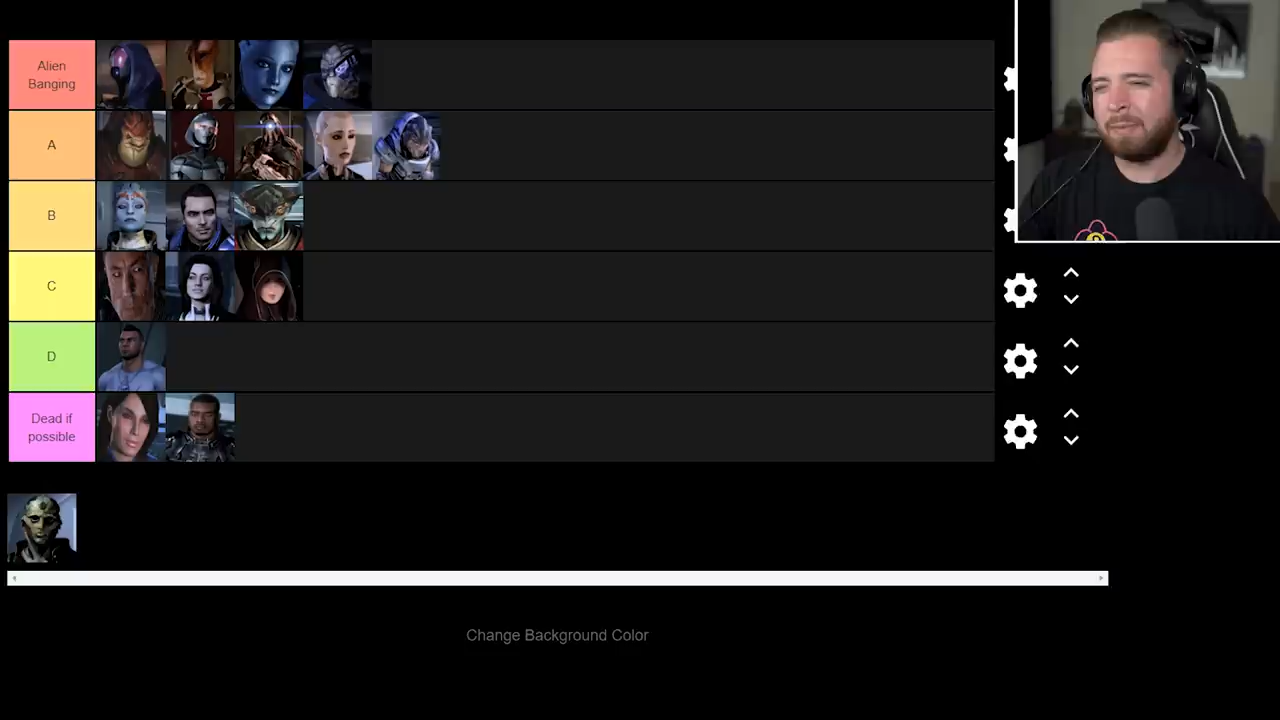 Alien
Banging
A
B
C
D
Dead if
possible
Change Background Color